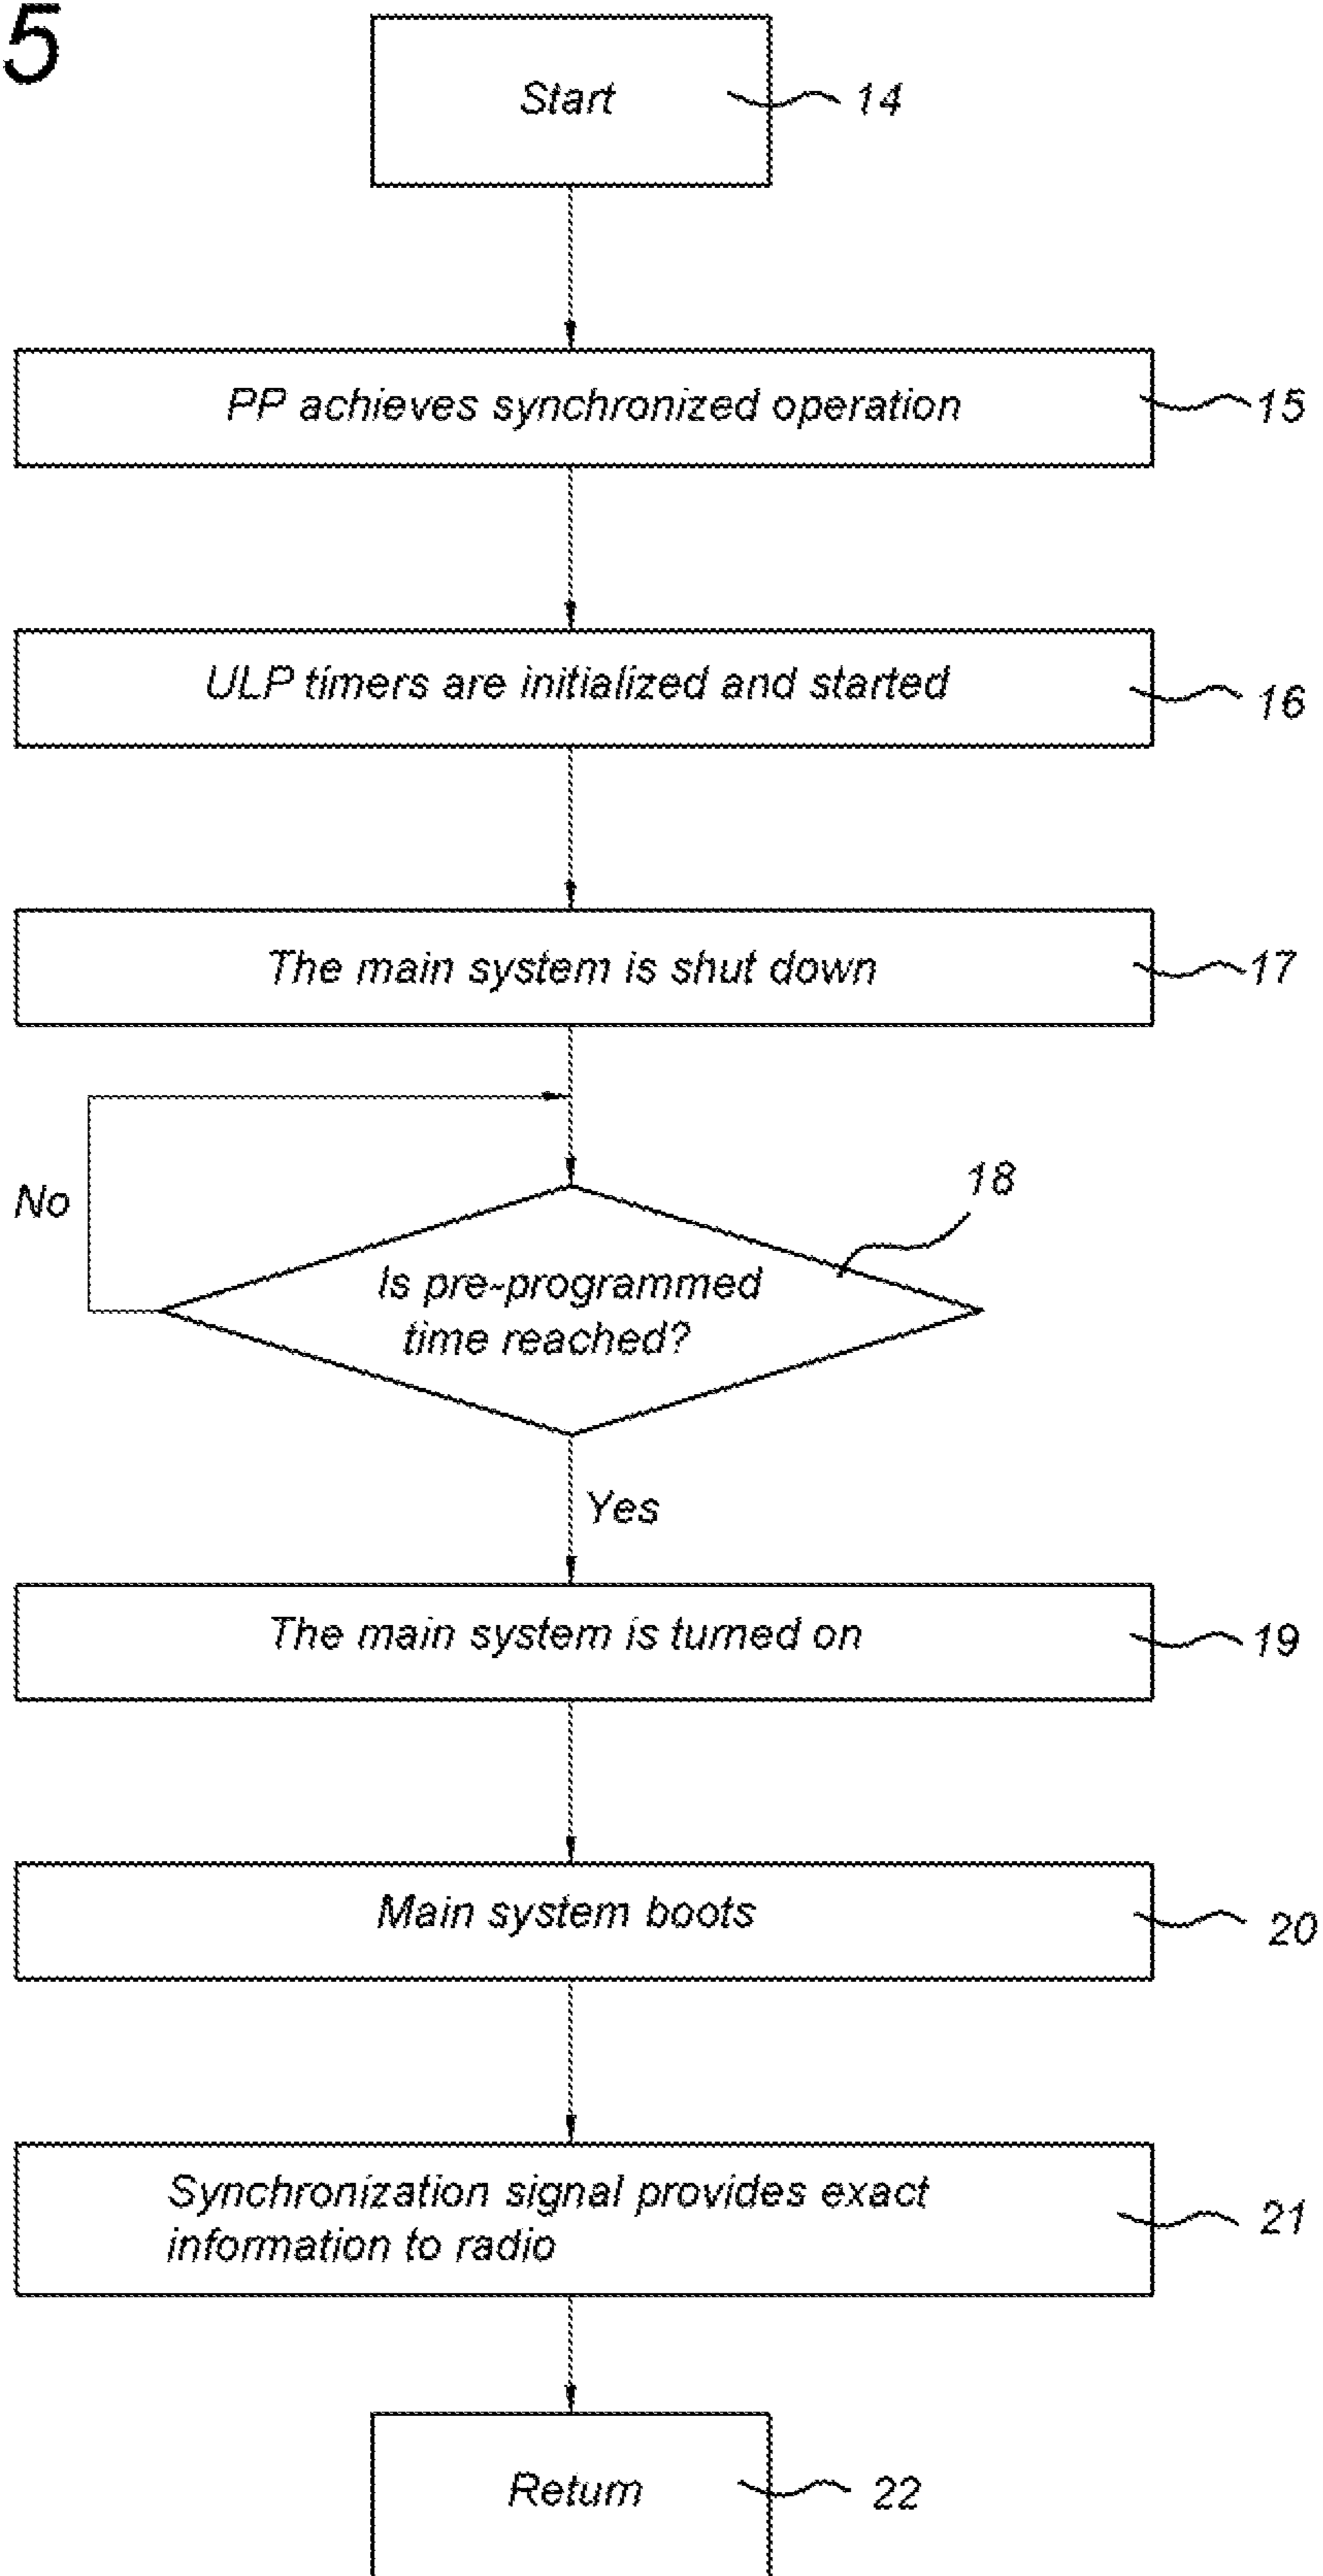 5
Start
14
PP achieves synchronized operation
15
ULP timers are initialized and started
16
The main system is shut down
17
No
18
Is pre-programmed
time reached?
Yes
The main system is turned on
19
Main system boots
20
Synchronization signal provides exact
information to radio
21
Return
22